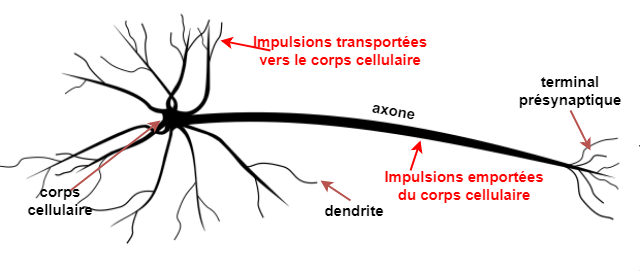 Impulsions transportées
vers le corps cellulaire
terminal
présynaptique
axone
Impulsions emportées
du corps cellulaire
corps
cellulaire
dendrite